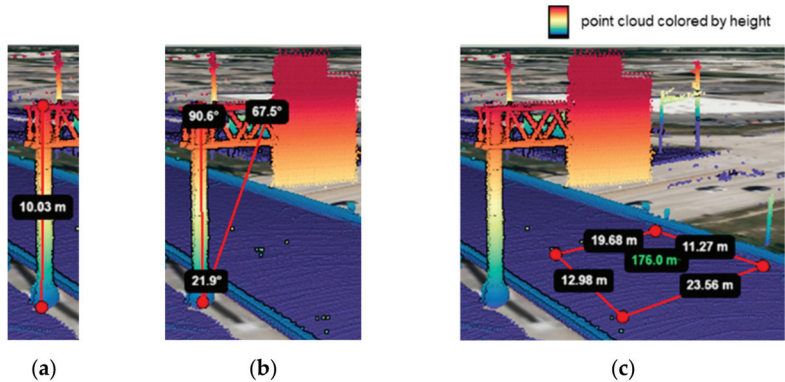 point cloud colored by height
10.03 m
90.6°
67.5°
21.9°
19.68 m
11.27 m
176.0 m
12.98 m
23.56 m
(a)
(b)
(c)